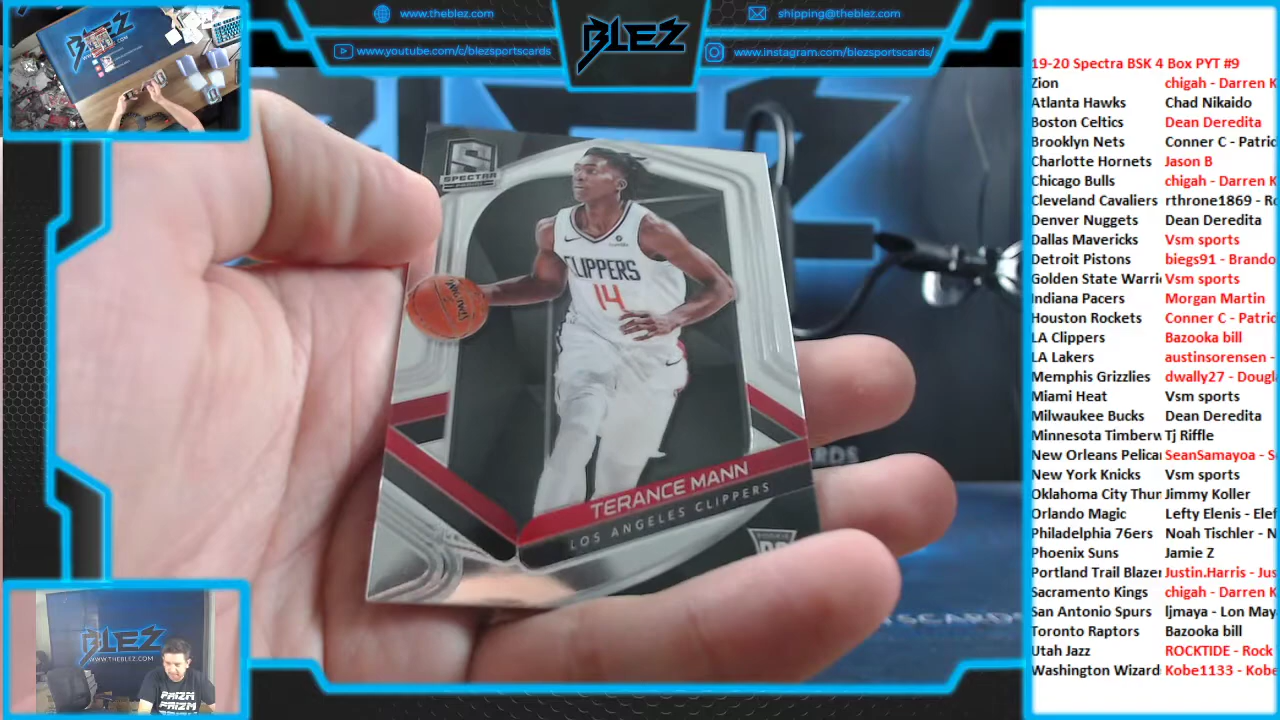 www.theblez.com
www.youtube.com/c/blezsportscards
BLEZ
shipping@theblez.com
www.instagram.com/blezsportscards/
SPECTRA
CLIPPERS
14
TERANCE MANN
LOS ANGELES CLIPPERS
BLEZ
WWW.THEBLEZ.COM
PRIZM
PRIZM
19-20 Spectra BSK 4 Box PYT #9
Zion chigah - Darren K
Atlanta Hawks Chad Nikaido
Boston Celtics Dean Deredita
Brooklyn Nets Conner C - Patric
Charlotte Hornets Jason B
Chicago Bulls chigah - Darren K
Cleveland Cavaliers rthrone1869 - Ro
Denver Nuggets Dean Deredita
Dallas Mavericks Vsm sports
Detroit Pistons biegs91 - Brando
Golden State Warri Vsm sports
Indiana Pacers Morgan Martin
Houston Rockets Conner C - Patric
LA Clippers Bazooka bill
LA Lakers austinsorensen -
Memphis Grizzlies dwally27 - Dougl
Miami Heat Vsm sports
Milwaukee Bucks Dean Deredita
Minnesota Timberw Tj Riffle
New Orleans Pelica SeanSamayoa - S
New York Knicks Vsm sports
Oklahoma City Thur Jimmy Koller
Orlando Magic Lefty Elenis - Elef
Philadelphia 76ers Noah Tischler - N
Phoenix Suns Jamie Z
Portland Trail Blazer Justin.Harris - Jus
Sacramento Kings chigah - Darren K
San Antonio Spurs ljmaya - Lon May
Toronto Raptors Bazooka bill
Utah Jazz ROCKTIDE - Rock
Washington Wizard Kobe1133 - Kobe